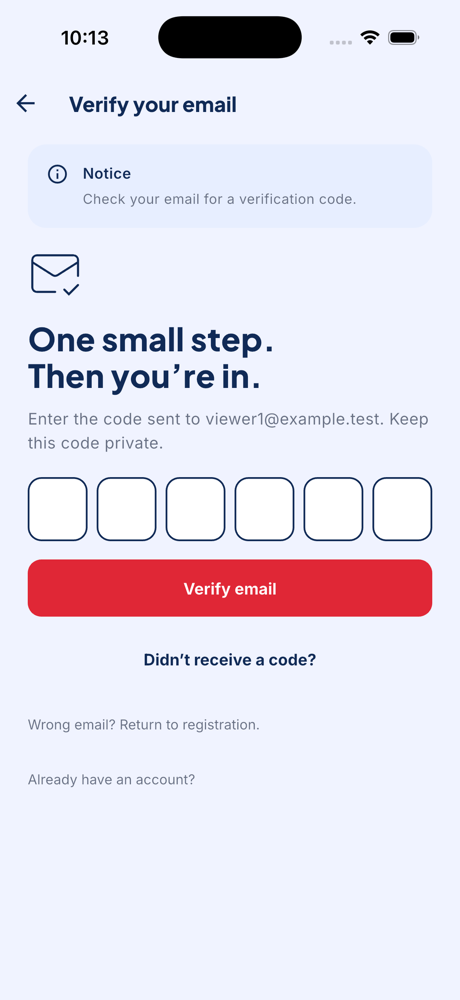 10:13
Verify your email
Notice
Check your email for a verification code.
One small step.
Then you’re in.
Enter the code sent to viewer1@example.test. Keep
this code private.
Verify email
Didn’t receive a code?
Wrong email? Return to registration.
Already have an account?